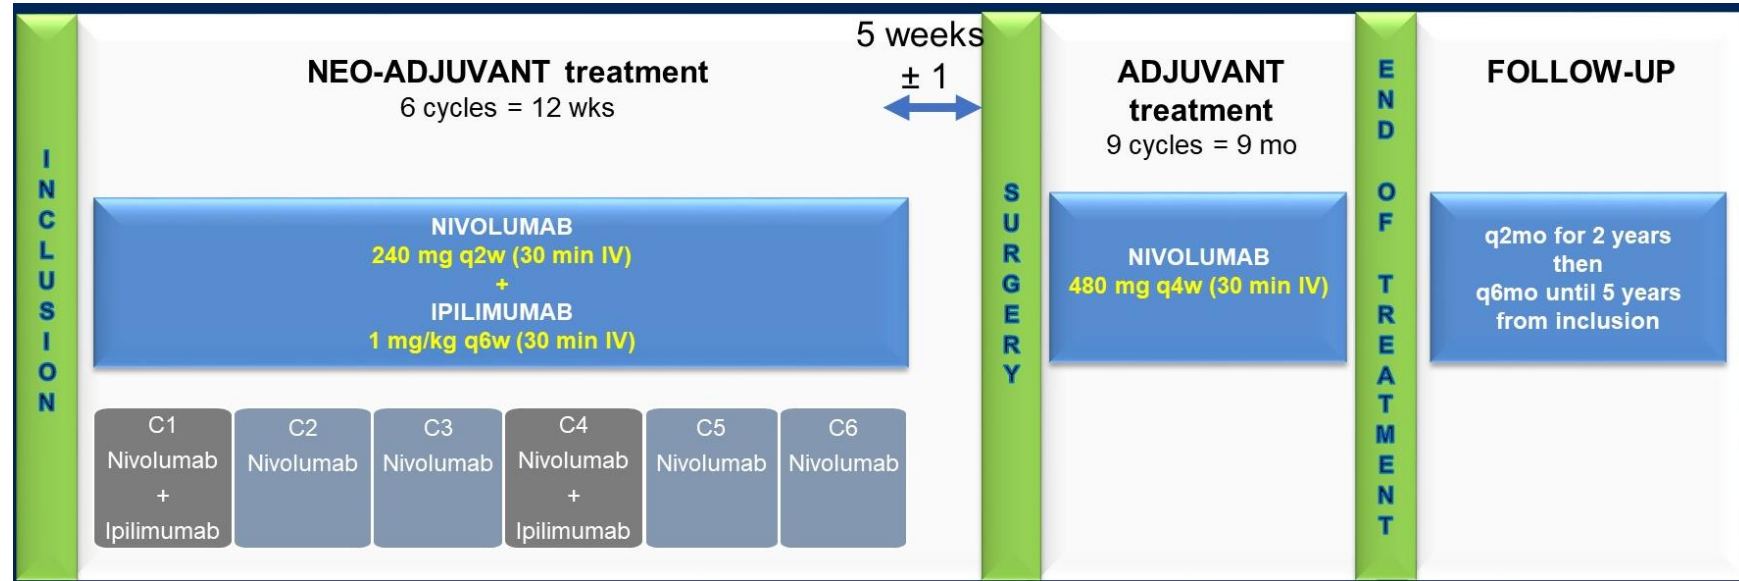 INCLUSION
NEO-ADJUVANT treatment
6 cycles = 12 wks
5 weeks
± 1
NIVOLUMAB
240 mg q2w (30 min IV)
+
IPILIMUMAB
1 mg/kg q6w (30 min IV)
C1
Nivolumab
+
Ipilimumab
C2
Nivolumab
C3
Nivolumab
C4
Nivolumab
+
Ipilimumab
C5
Nivolumab
C6
Nivolumab
SURGERY
ADJUVANT
treatment
9 cycles = 9 mo
NIVOLUMAB
480 mg q4w (30 min IV)
END OF TREATMENT
FOLLOW-UP
q2mo for 2 years
then
q6mo until 5 years
from inclusion